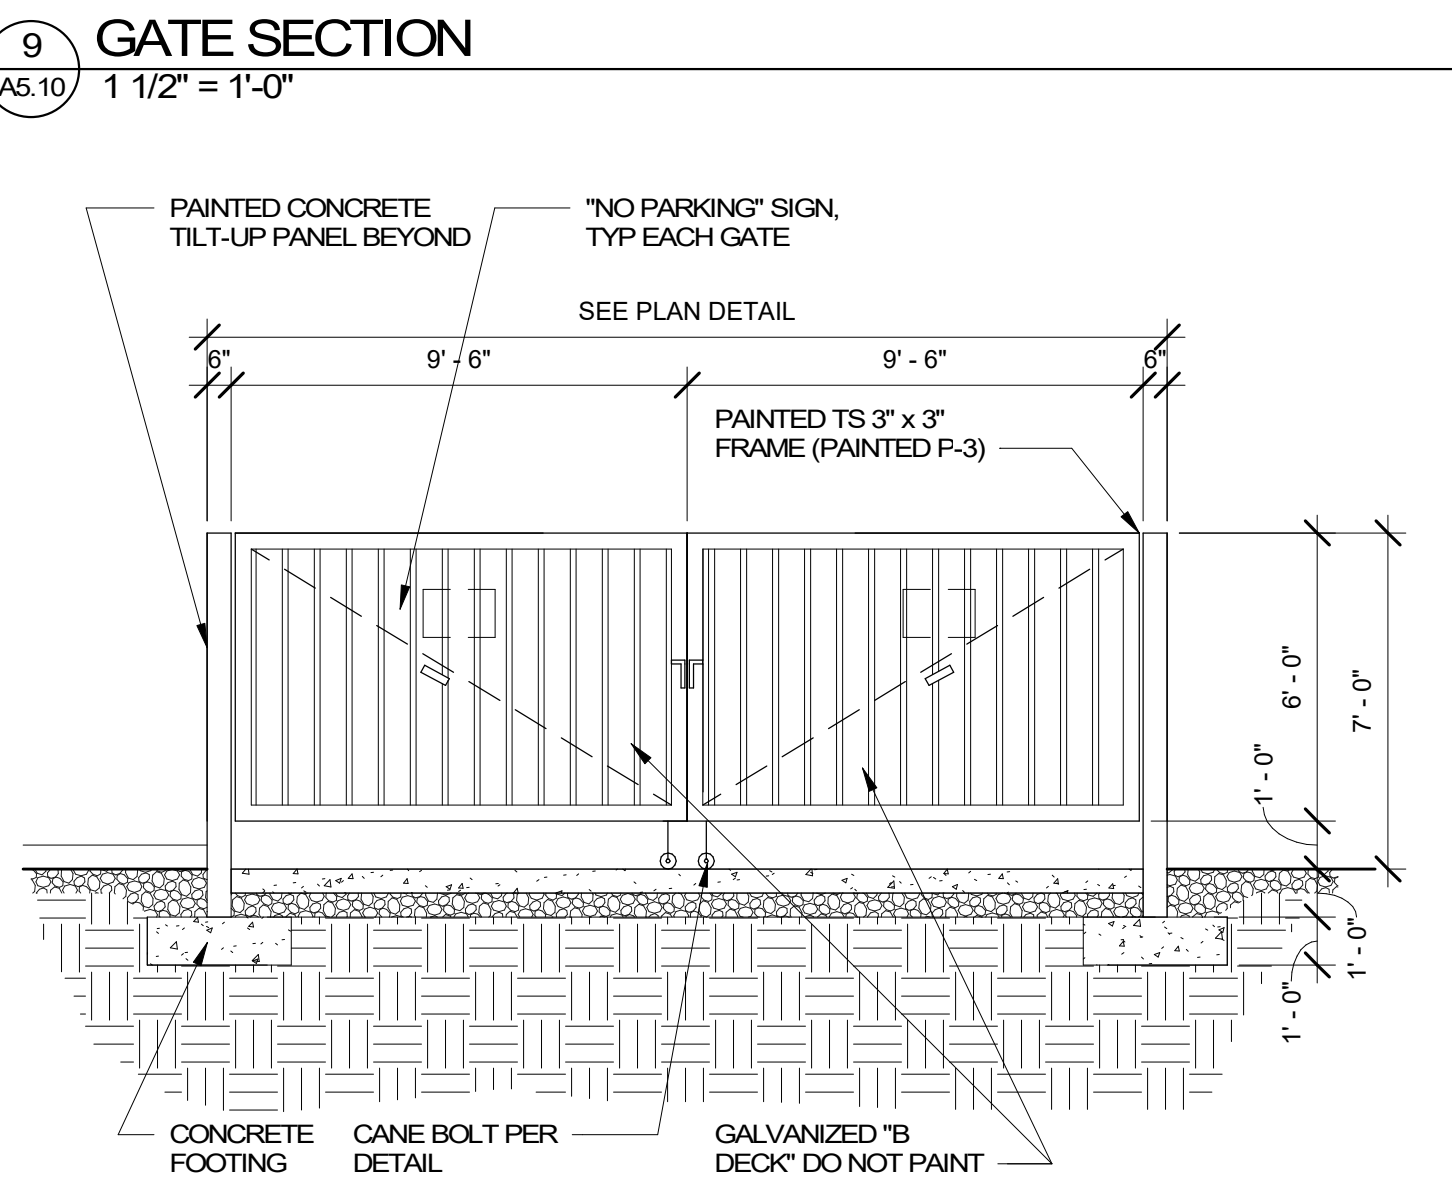 9
A5.10
GATE SECTION
1 1/2" = 1'-0"
PAINTED CONCRETE
TILT-UP PANEL BEYOND
"NO PARKING" SIGN,
TYP EACH GATE
SEE PLAN DETAIL
6"
9' - 6"
9' - 6"
6"
PAINTED TS 3" x 3"
FRAME (PAINTED P-3)
6' - 0"
7' - 0"
1' - 0"
1' - 0"
1' - 0"
CONCRETE
FOOTING
CANE BOLT PER
DETAIL
GALVANIZED "B
DECK" DO NOT PAINT